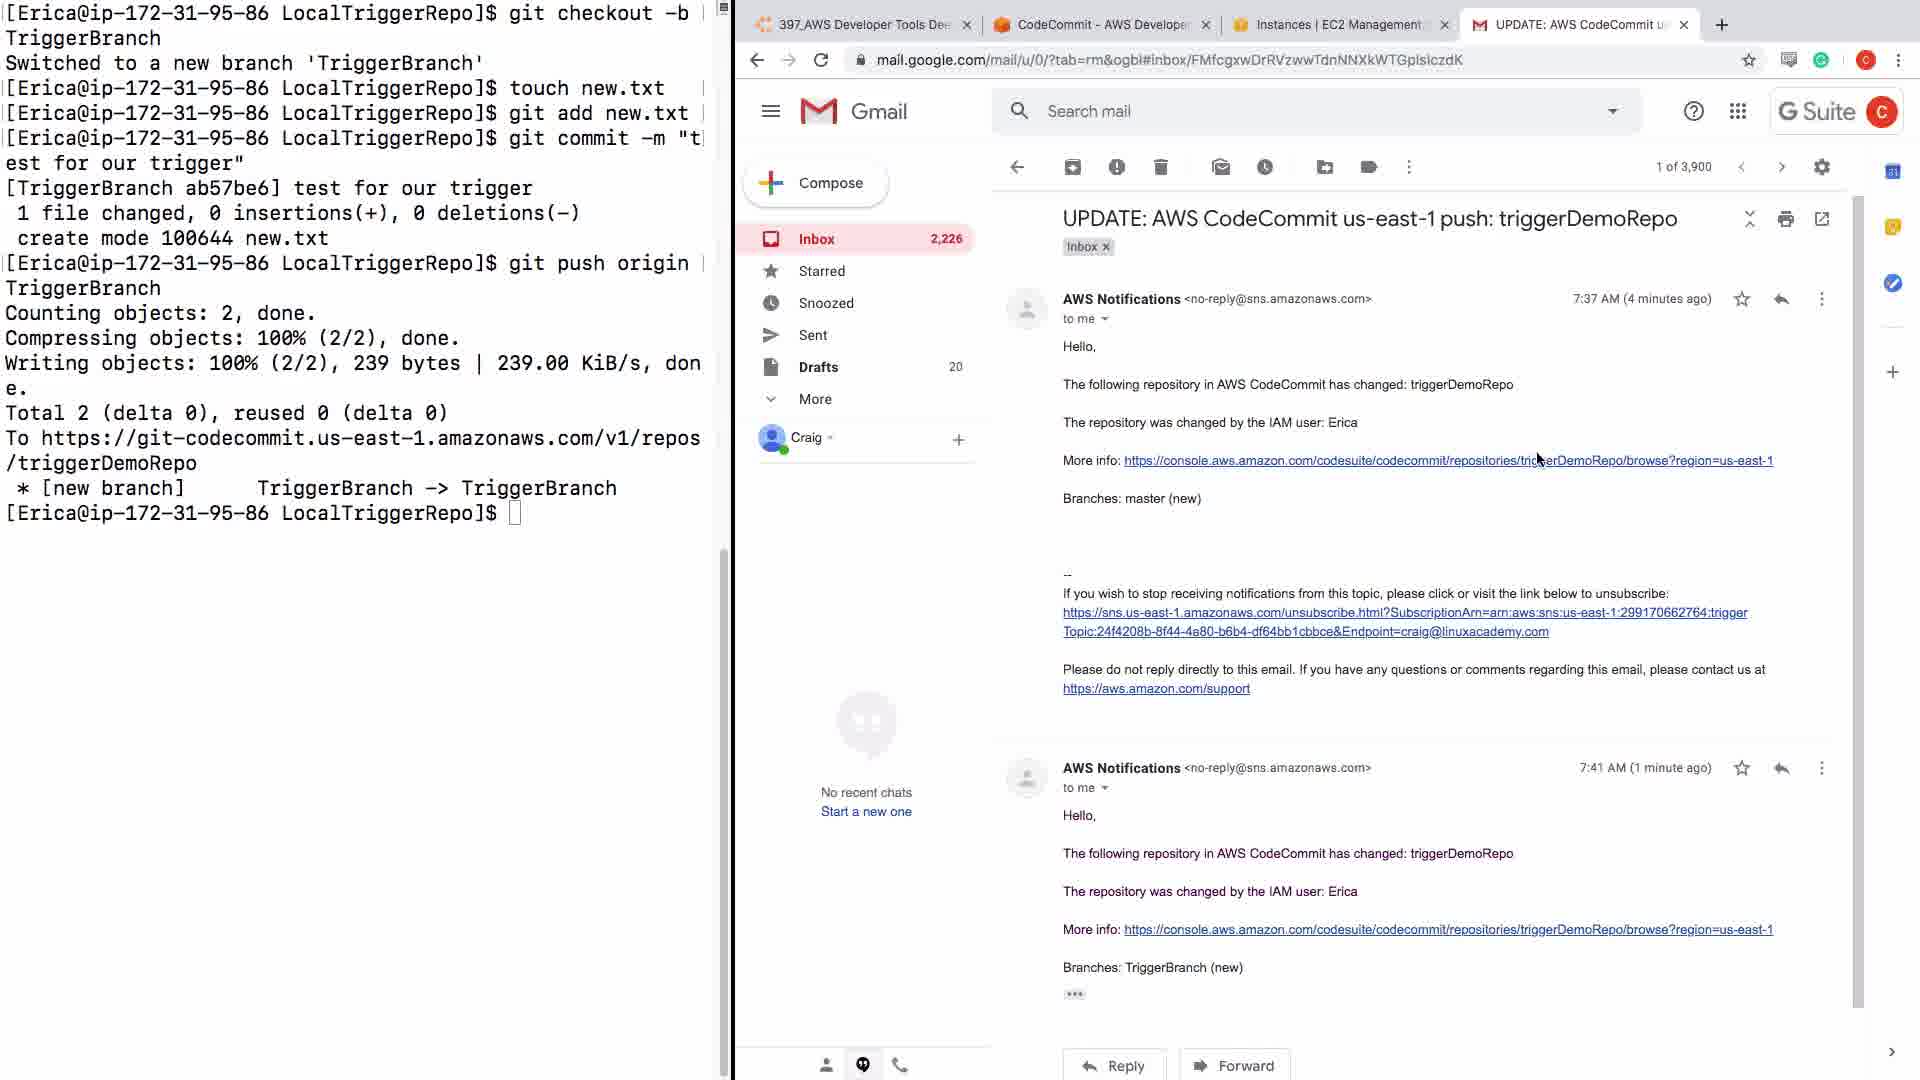 [Erica@ip-172-31-95-86 LocalTriggerRepo]$ git checkout -b
TriggerBranch
Switched to a new branch 'TriggerBranch'
[Erica@ip-172-31-95-86 LocalTriggerRepo]$ touch new.txt
[Erica@ip-172-31-95-86 LocalTriggerRepo]$ git add new.txt
[Erica@ip-172-31-95-86 LocalTriggerRepo]$ git commit -m "t
est for our trigger"
[TriggerBranch ab57be6] test for our trigger
1 file changed, 0 insertions(+), 0 deletions(-)
create mode 100644 new.txt
[Erica@ip-172-31-95-86 LocalTriggerRepo]$ git push origin
TriggerBranch
Counting objects: 2, done.
Compressing objects: 100% (2/2), done.
Writing objects: 100% (2/2), 239 bytes | 239.00 KiB/s, don
e.
Total 2 (delta 0), reused 0 (delta 0)
To https://git-codecommit.us-east-1.amazonaws.com/v1/repos
/triggerDemoRepo
* [new branch] TriggerBranch -> TriggerBranch
[Erica@ip-172-31-95-86 LocalTriggerRepo]$
397_AWS Developer Tools Dee
CodeCommit - AWS Developer
Instances | EC2 Management
UPDATE: AWS CodeCommit us
mail.google.com/mail/u/0/?tab=rm&ogbl#inbox/FMfcgxwDrRVzwwTdnNNXkWTGplslczdK
C
Gmail
Search mail
G Suite
C
Compose
1 of 3,900
Inbox 2,226
Starred
Snoozed
Sent
Drafts 20
More
Craig
No recent chats
Start a new one
UPDATE: AWS CodeCommit us-east-1 push: triggerDemoRepo
Inbox x
AWS Notifications <no-reply@sns.amazonaws.com> 7:37 AM (4 minutes ago)
to me
Hello,
The following repository in AWS CodeCommit has changed: triggerDemoRepo
The repository was changed by the IAM user: Erica
More info: https://console.aws.amazon.com/codesuite/codecommit/repositories/triggerDemoRepo/browse?region=us-east-1
Branches: master (new)
--
If you wish to stop receiving notifications from this topic, please click or visit the link below to unsubscribe:
https://sns.us-east-1.amazonaws.com/unsubscribe.html?SubscriptionArn=arn:aws:sns:us-east-1:299170662764:trigger
Topic:24f4208b-8f44-4a80-b6b4-df64bb1cbbce&Endpoint=craig@linuxacademy.com
Please do not reply directly to this email. If you have any questions or comments regarding this email, please contact us at
https://aws.amazon.com/support
AWS Notifications <no-reply@sns.amazonaws.com> 7:41 AM (1 minute ago)
to me
Hello,
The following repository in AWS CodeCommit has changed: triggerDemoRepo
The repository was changed by the IAM user: Erica
More info: https://console.aws.amazon.com/codesuite/codecommit/repositories/triggerDemoRepo/browse?region=us-east-1
Branches: TriggerBranch (new)
Reply
Forward